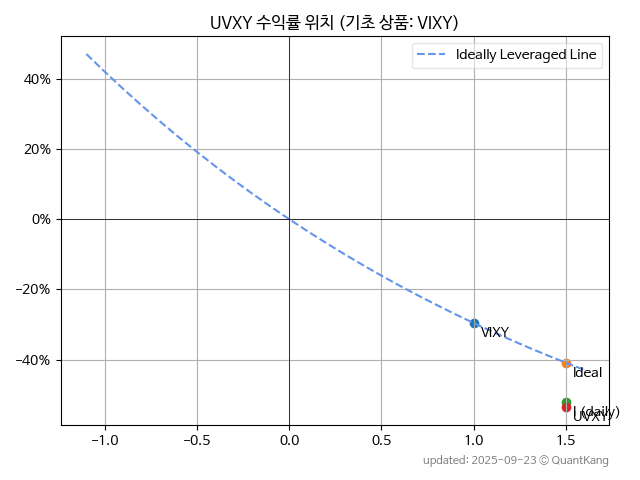 UVXY 수익률 위치 (기초 상품: VIXY)
Ideally Leveraged Line
40%
20%
0%
−20%
−40%
VIXY
Ideal
(daily)
UVXY
−1.0 −0.5 0.0 0.5 1.0 1.5
updated: 2025-09-23 © QuantKang